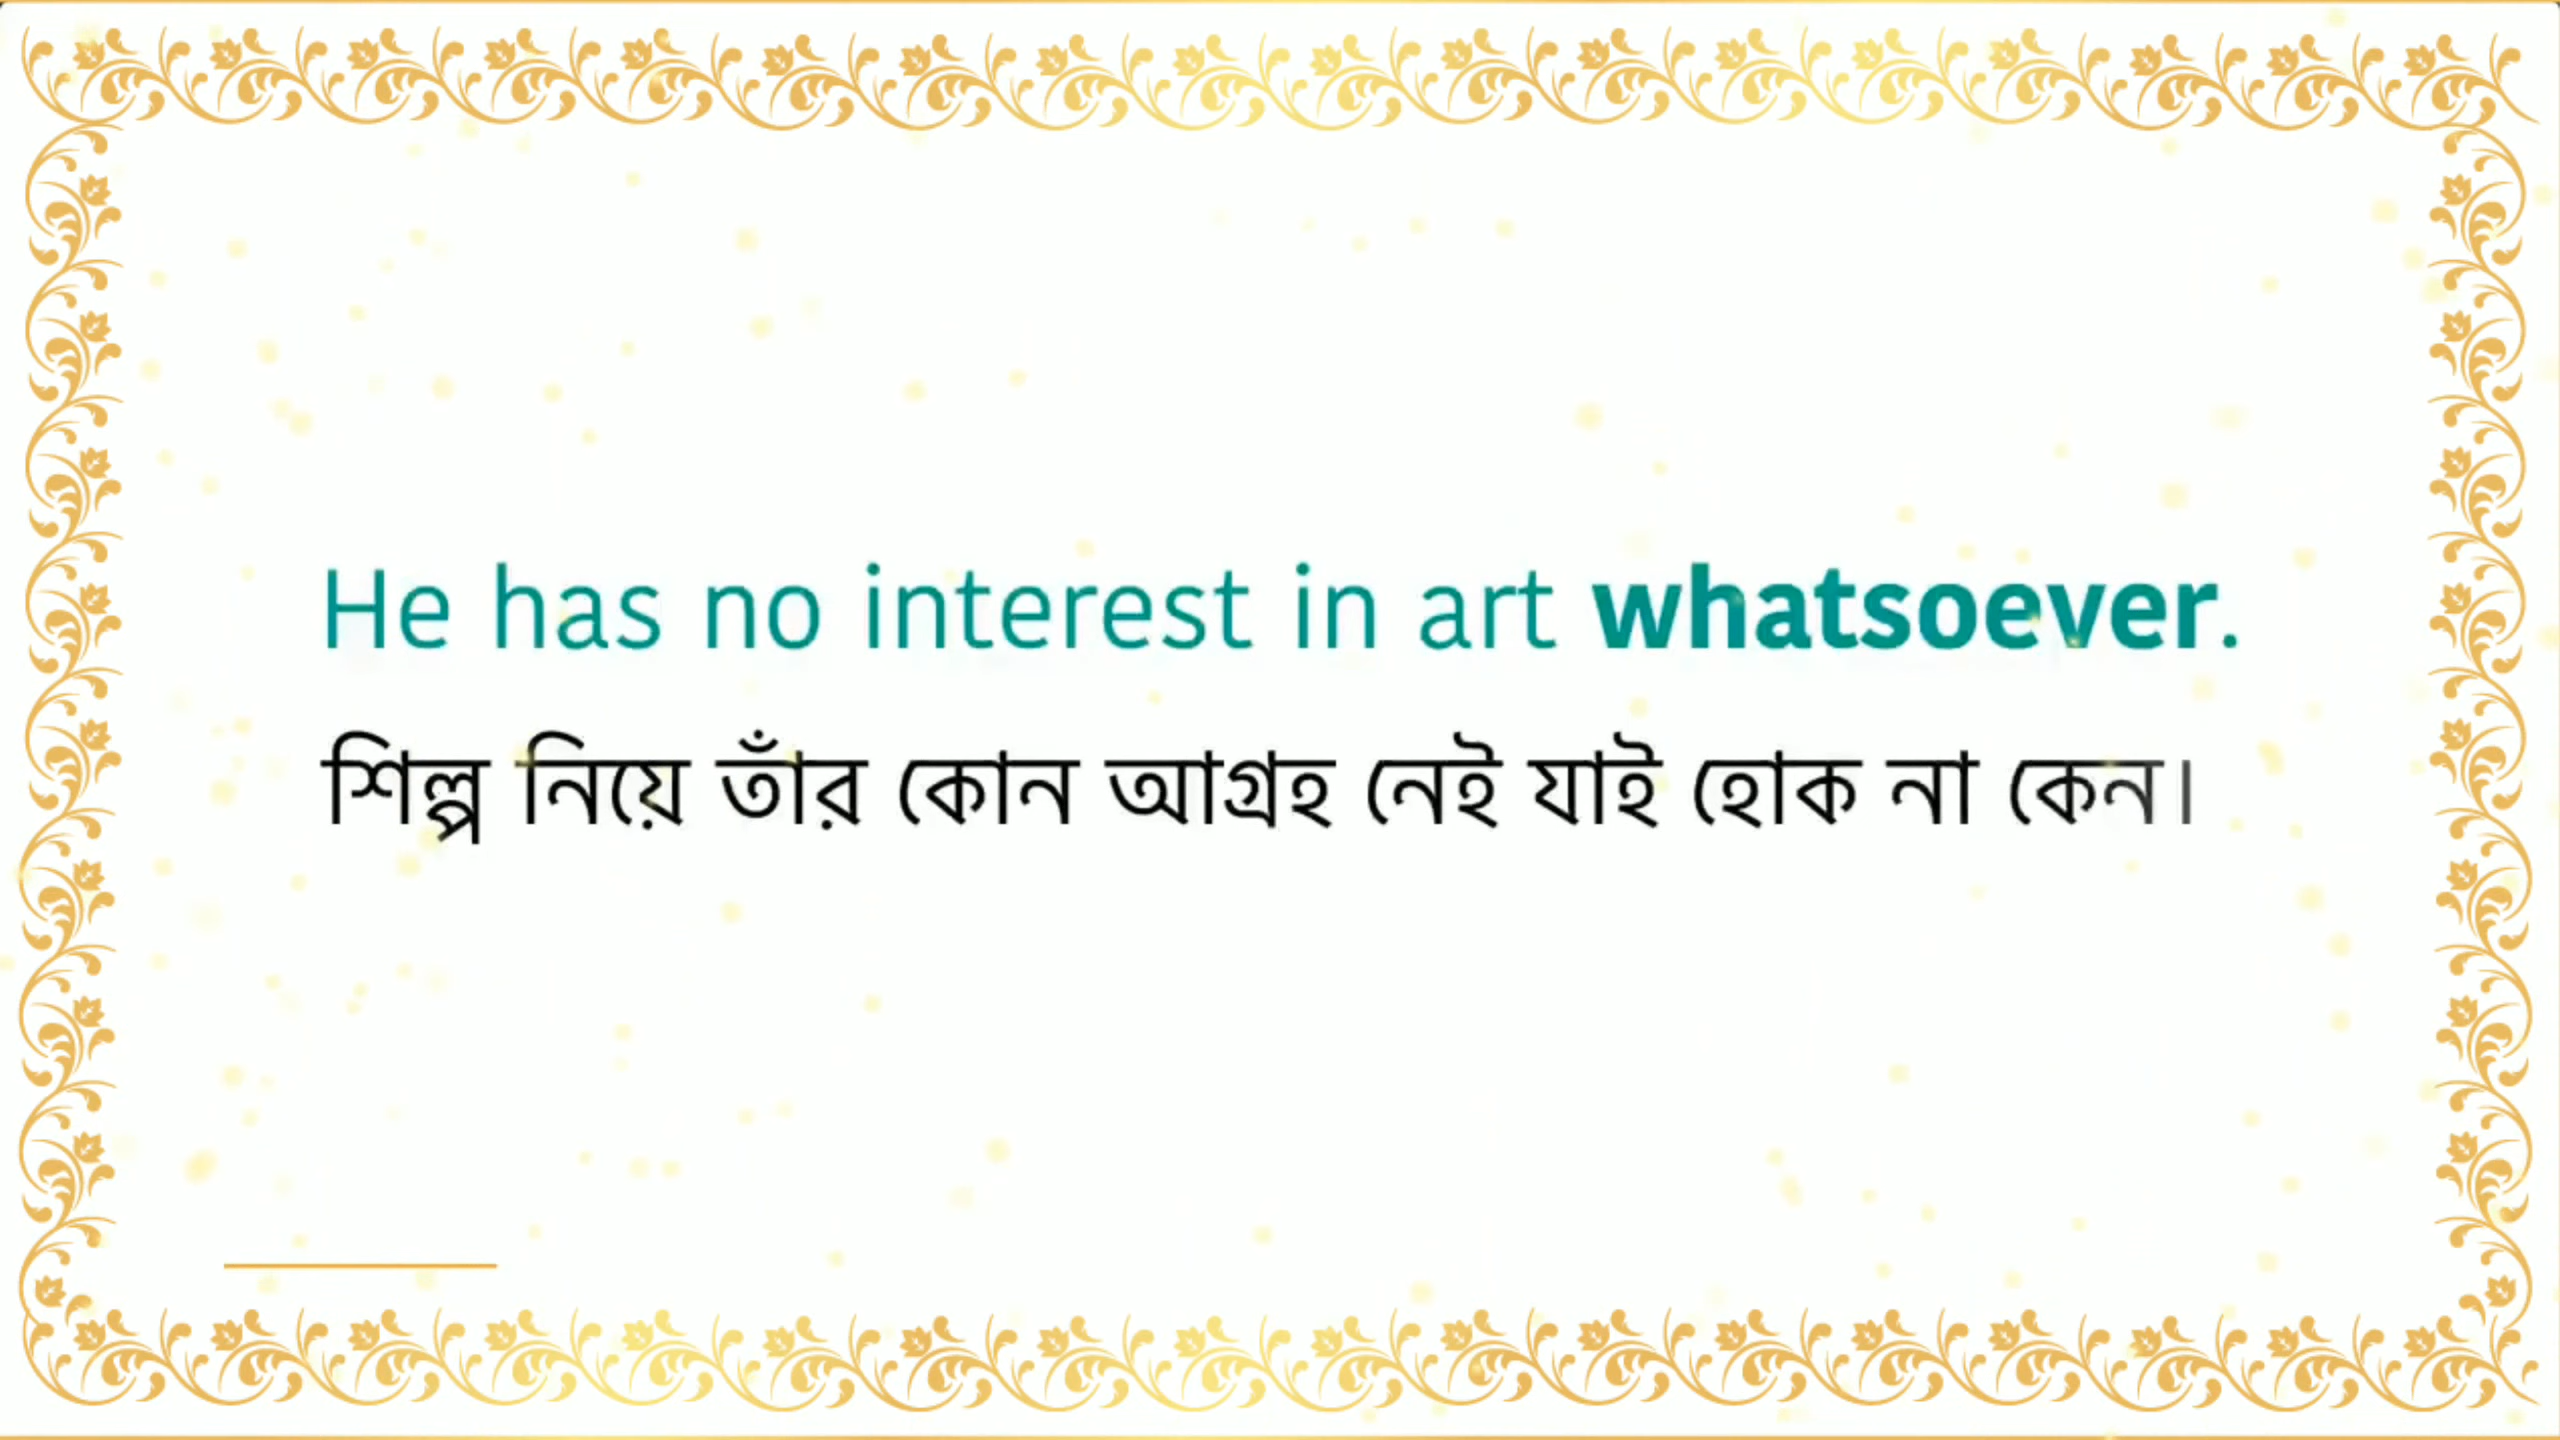 He has no interest in art whatsoever.
শিল্প নিয়ে তাঁর কোন আগ্রহ নেই যাই হোক না কেন।